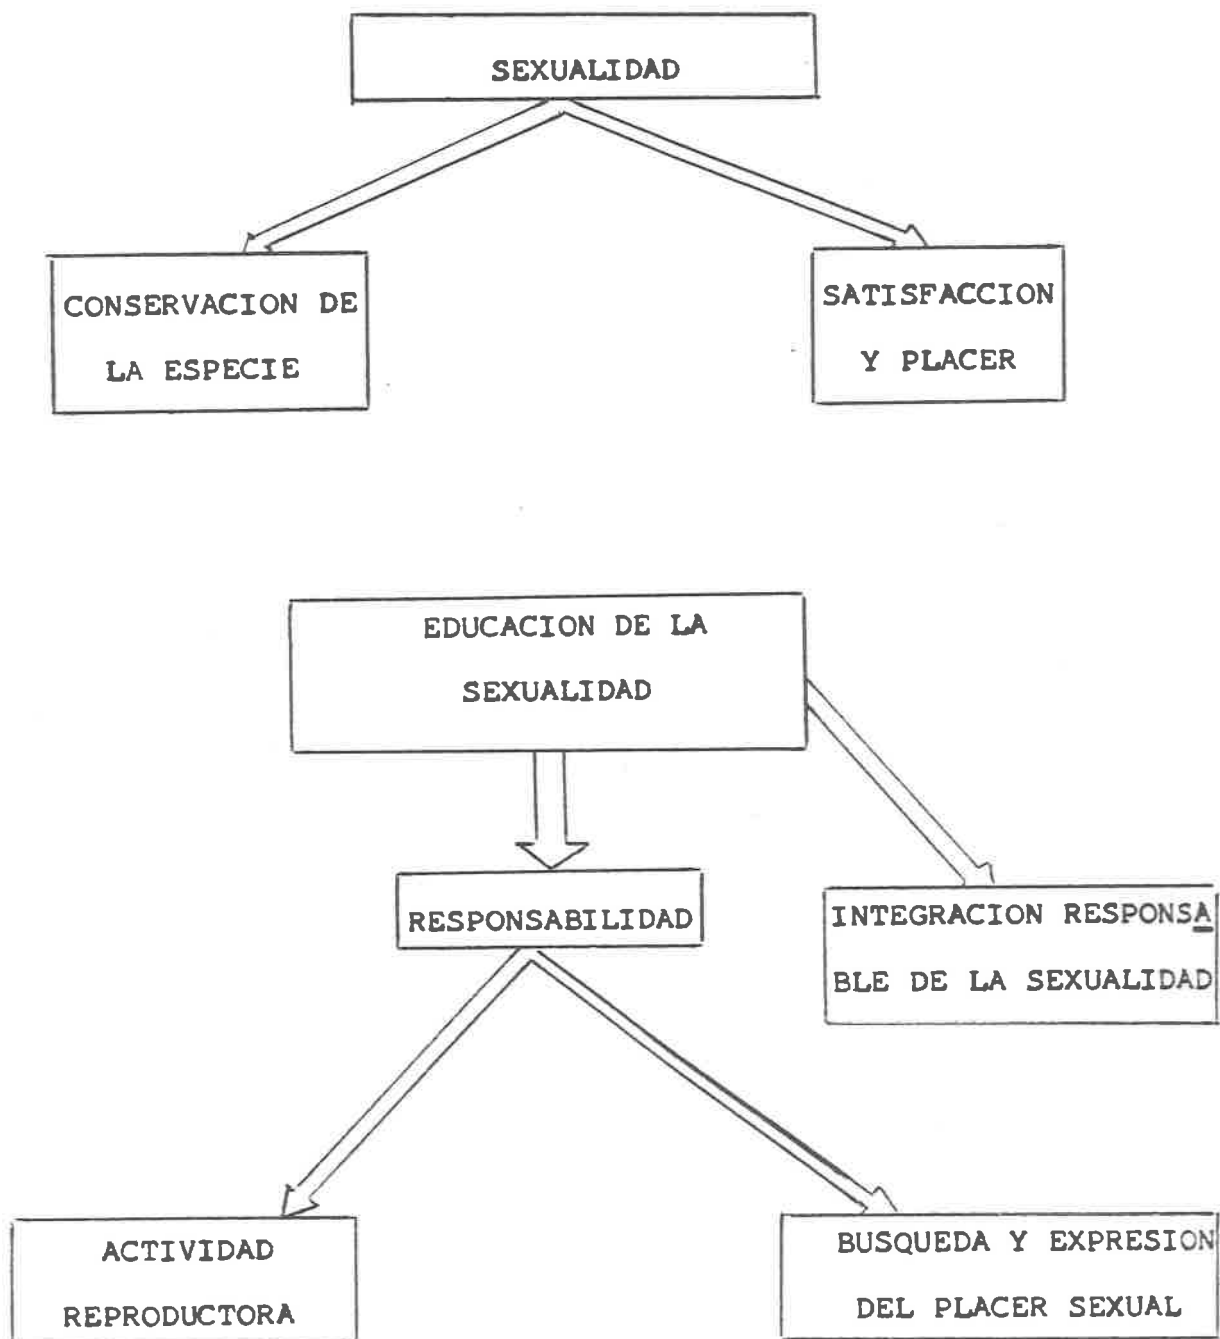 SEXUALIDAD
CONSERVACION DE
LA ESPECIE
SATISFACCION
Y PLACER
EDUCACION DE LA
SEXUALIDAD
RESPONSABILIDAD
INTEGRACION RESPONSA
BLE DE LA SEXUALIDAD
ACTIVIDAD
REPRODUCTORA
BUSQUEDA Y EXPRESION
DEL PLACER SEXUAL